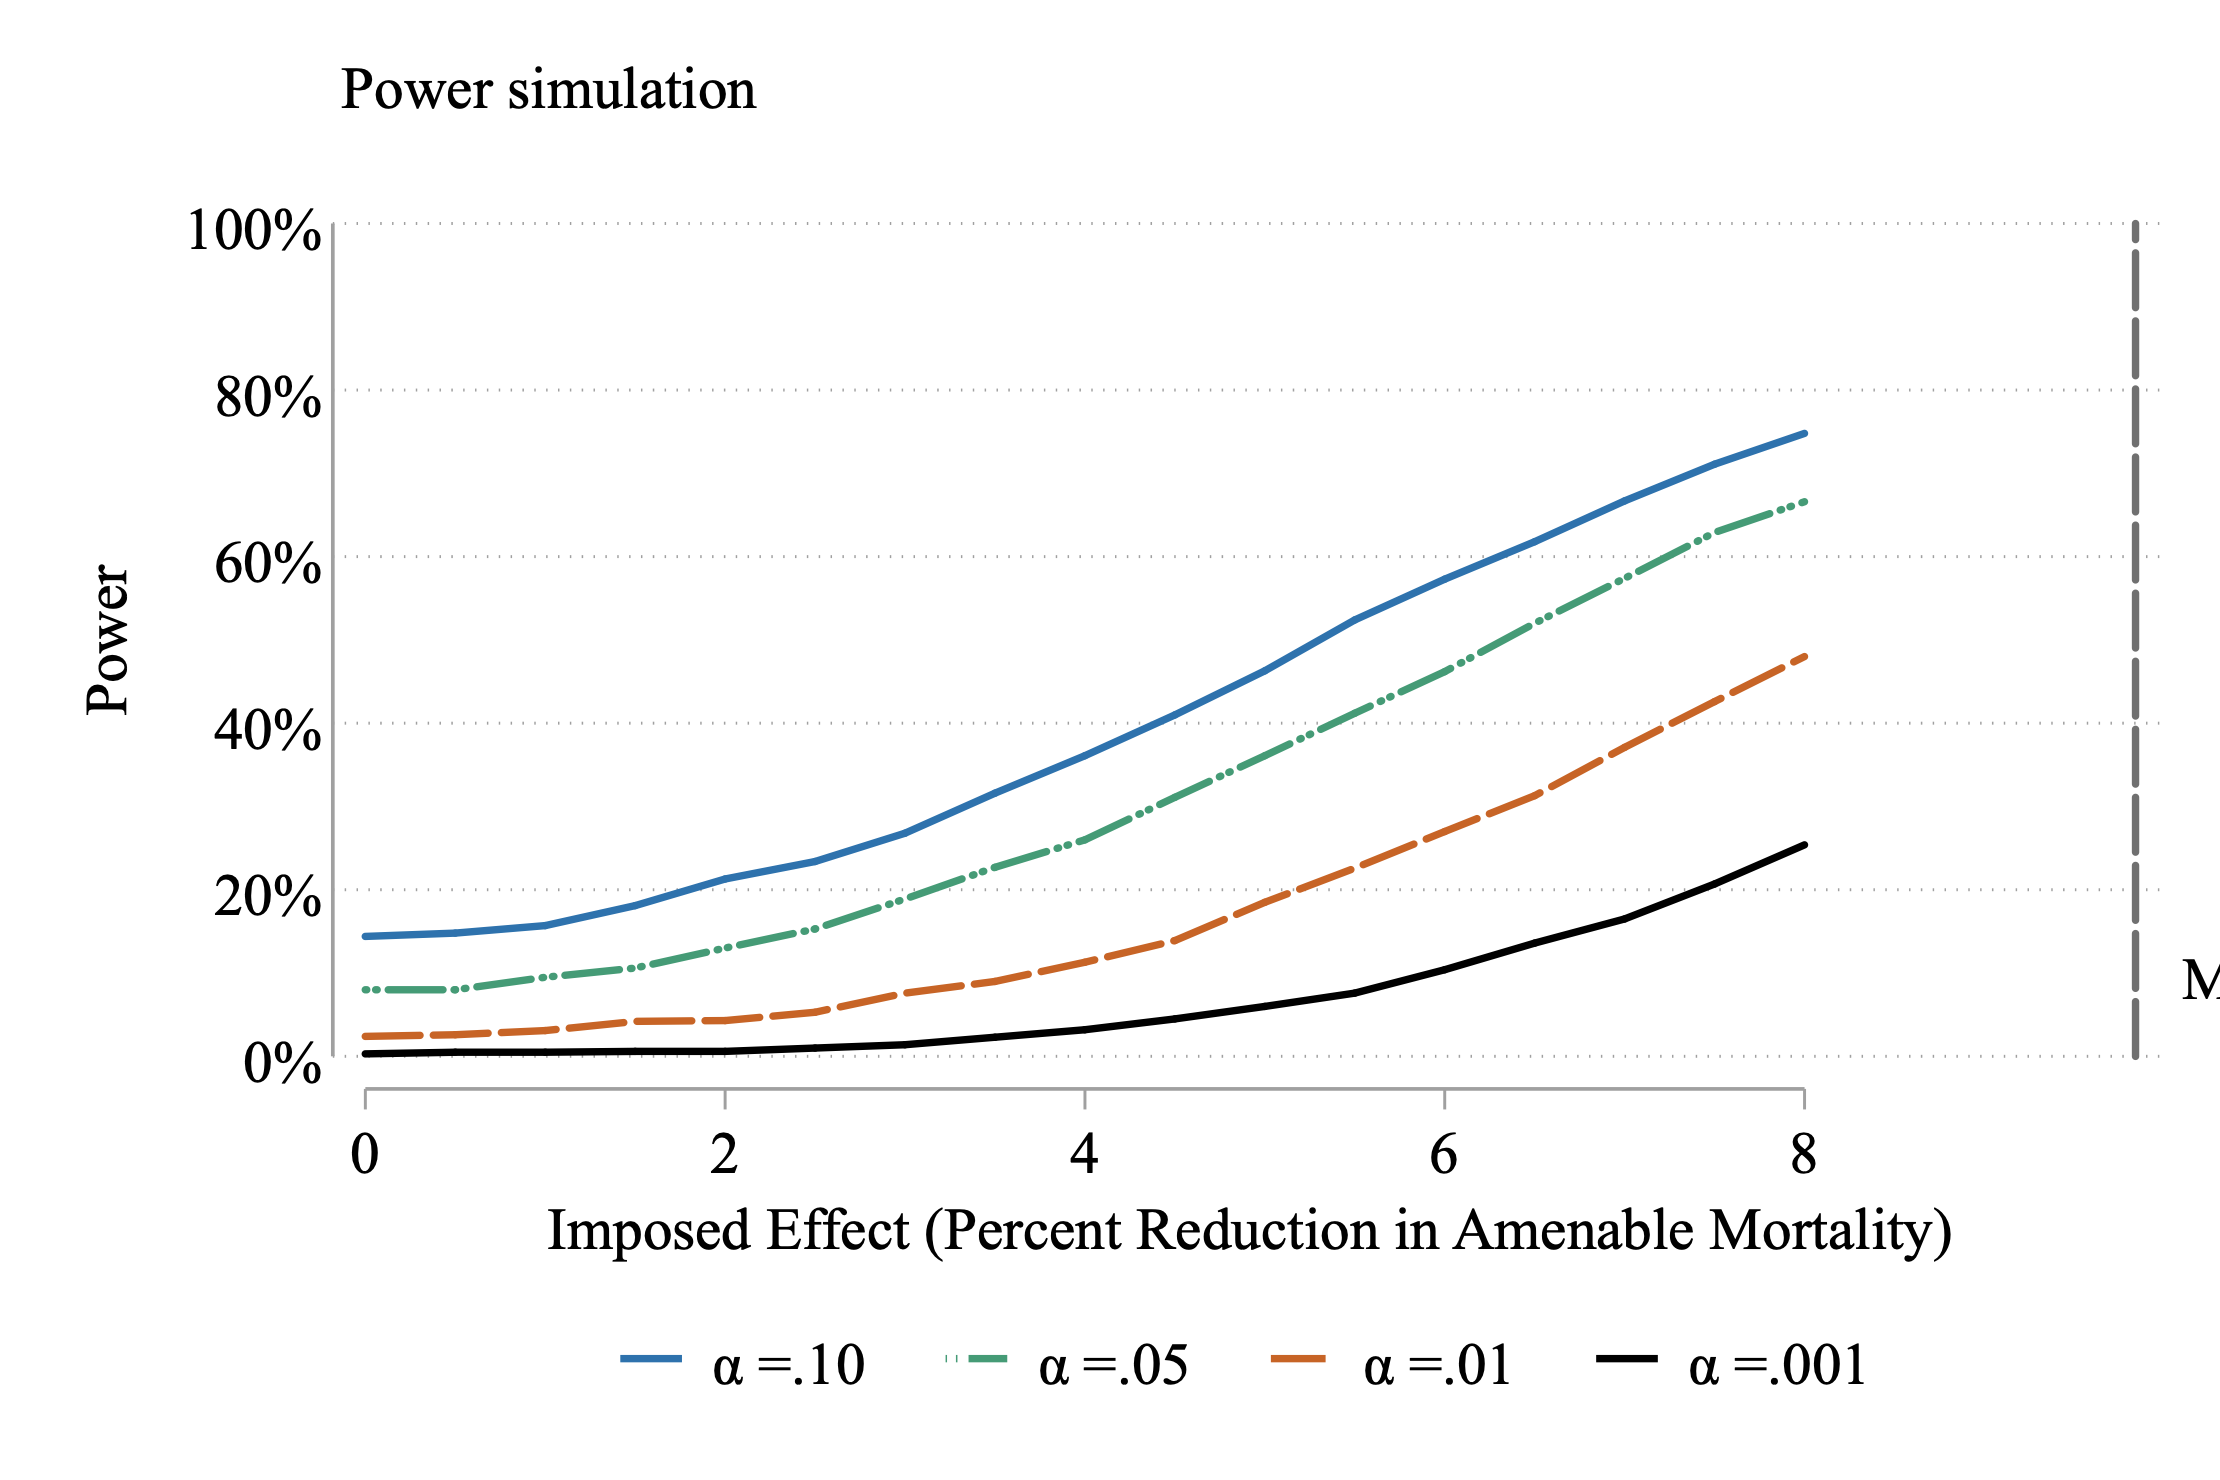 Power simulation
100%
80%
60%
40%
20%
0%
Power
M
0 2 4 6 8
Imposed Effect (Percent Reduction in Amenable Mortality)
α =.10 α =.05 α =.01 α =.001